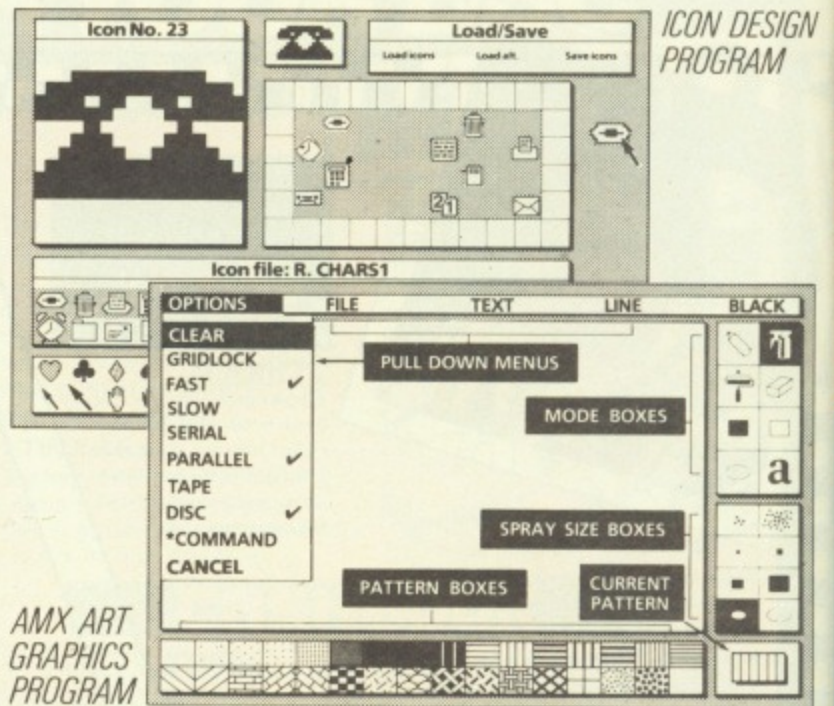 Icon No. 23
Load/Save
Load icons Load alt. Save icons
ICON DESIGN
PROGRAM
21
Icon file: R. CHARS1
OPTIONS FILE TEXT LINE BLACK
CLEAR
GRIDLOCK
FAST ✓
SLOW
SERIAL
PARALLEL ✓
TAPE
DISC ✓
*COMMAND
CANCEL
PULL DOWN MENUS
MODE BOXES
a
SPRAY SIZE BOXES
PATTERN BOXES
CURRENT
PATTERN
AMX ART
GRAPHICS
PROGRAM